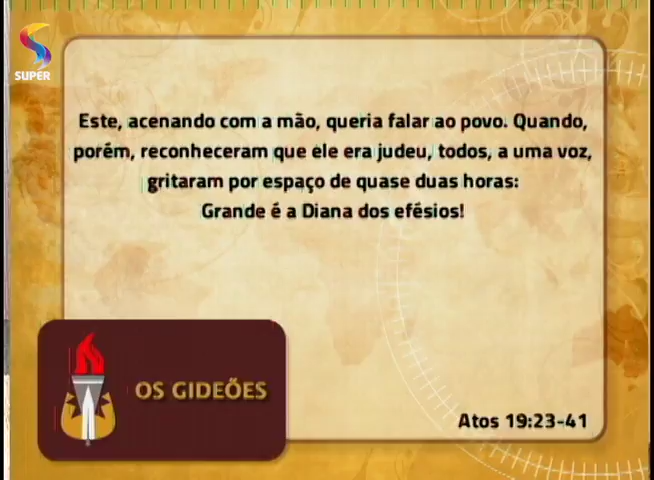 SUPER
Este, acenando com a mão, queria falar ao povo. Quando,
porém, reconheceram que ele era judeu, todos, a uma voz,
gritaram por espaço de quase duas horas:
Grande é a Diana dos efésios!
OS GIDEÕES
Atos 19:23-41